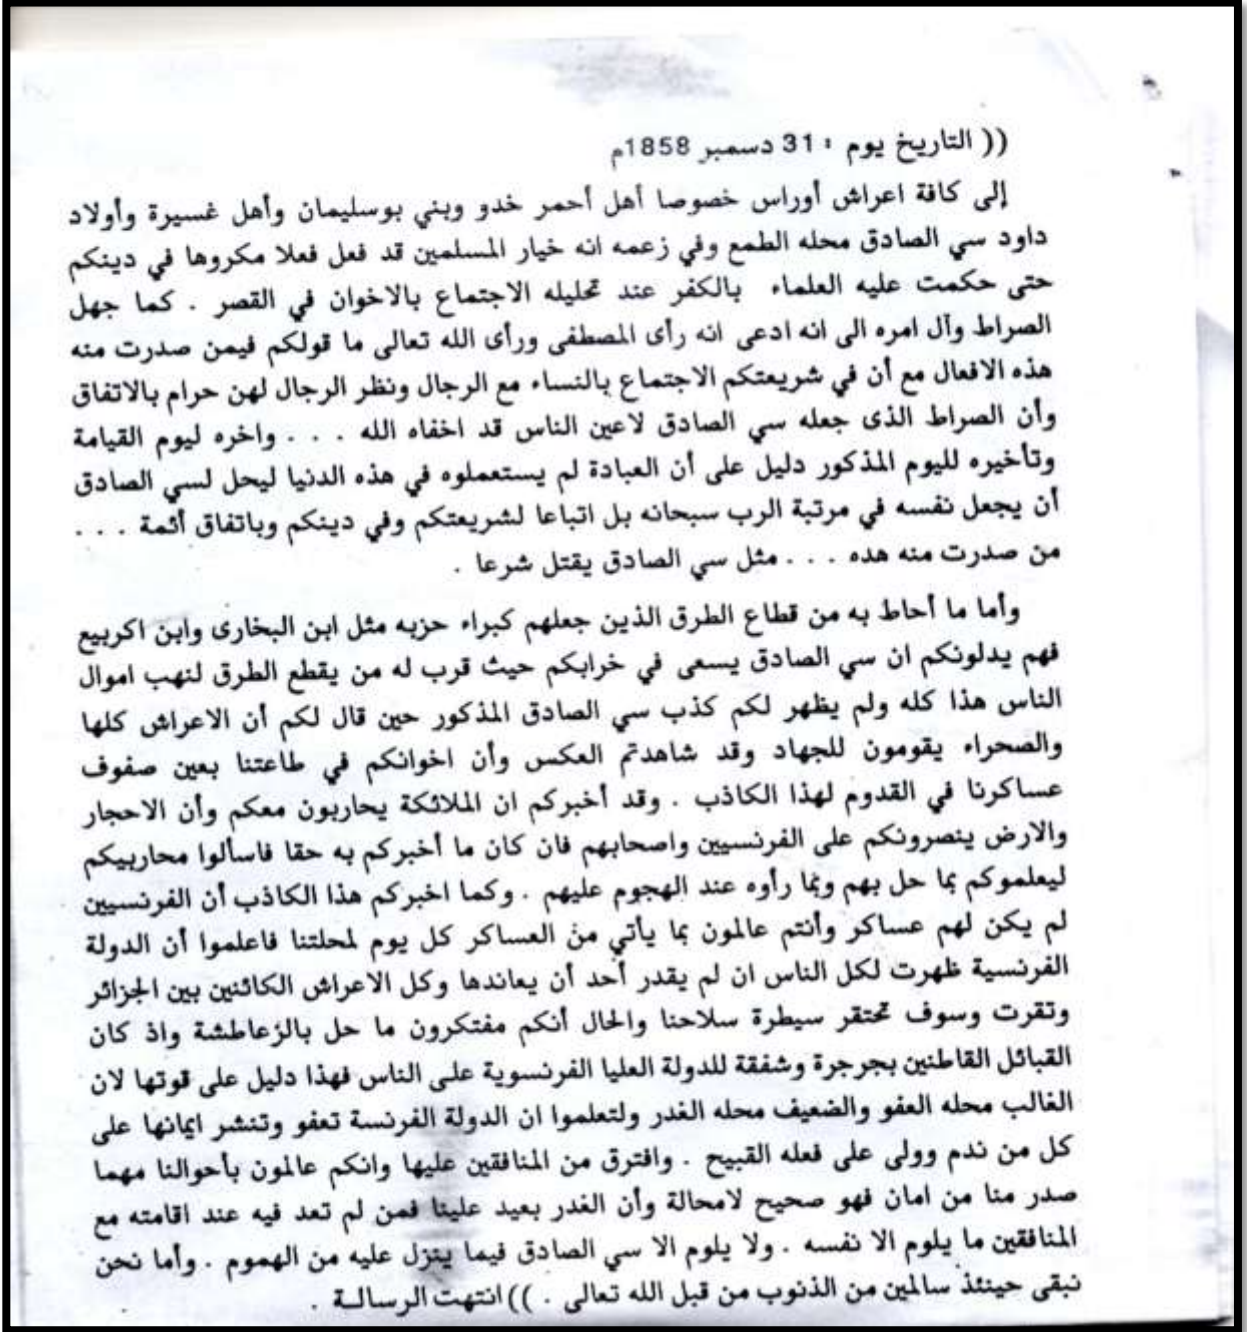 (( التاريخ يوم : 31 دسمبر 1858م
إلى كافة اعراش أوراس خصوصا أهل أحمر خدو وبني بوسليمان وأهل غسيرة وأولاد
داود سي الصادق محله الطمع وفي زعمه انه خيار المسلمين قد فعل فعلا مكروها في دينكم
حتى حكمت عليه العلماء بالكفر عند تحليله الاجتماع بالاخوان في القصر . كما جهل
الصراط وآل امره الى انه ادعى انه رأى المصطفى ورأى الله تعالى ما قولكم فيمن صدرت منه
هذه الافعال مع أن في شريعتكم الاجتماع بالنساء مع الرجال ونظر الرجال لهن حرام بالاتفاق
وأن الصراط الذى جعله سي الصادق لاعين الناس قد اخفاه الله . . . واخره ليوم القيامة
وتأخيره لليوم المذكور دليل على أن العبادة لم يستعملوه في هذه الدنيا ليحل لسي الصادق
أن يجعل نفسه في مرتبة الرب سبحانه بل اتباعا لشريعتكم وفي دينكم وباتفاق أئمة . . .
من صدرت منه هده . . . مثل سي الصادق يقتل شرعا .
وأما ما أحاط به من قطاع الطرق الذين جعلهم كبراء حزبه مثل ابن البخارى وابن اكربيع
فهم يدلونكم ان سي الصادق يسعى في خرابكم حيث قرب له من يقطع الطرق لنهب اموال
الناس هذا كله ولم يظهر لكم كذب سي الصادق المذكور حين قال لكم أن الاعراش كلها
والصحراء يقومون للجهاد وقد شاهدتم العكس وأن اخوانكم في طاعتنا بعين صفوف
عساكرنا في القدوم لهذا الكاذب . وقد أخبركم ان الملائكة يحاربون معكم وأن الاحجار
والارض ينصرونكم على الفرنسيين واصحابهم فان كان ما أخبركم به حقا فاسألوا محاربيكم
ليعلموكم بما حل بهم وبما رأوه عند الهجوم عليهم . وكما اخبركم هذا الكاذب أن الفرنسيين
لم يكن لهم عساكر وأنتم عالمون بما يأتي من العساكر كل يوم لمحلتنا فاعلموا أن الدولة
الفرنسية ظهرت لكل الناس ان لم يقدر أحد أن يعاندها وكل الاعراش الكائنين بين الجزائر
وتقرت وسوف تحتقر سيطرة سلاحنا والحال أنكم مفتكرون ما حل بالزعاطشة واذ كان
القبائل القاطنين بجرجرة وشفقة للدولة العليا الفرنسوية على الناس فهذا دليل على قوتها لان
الغالب محله العفو والضعيف محله الغدر ولتعلموا ان الدولة الفرنسة تعفو وتنشر ايمانها على
كل من ندم وولى على فعله القبيح . وافترق من المنافقين عليها وانكم عالمون بأحوالنا مهما
صدر منا من امان فهو صحيح لامحالة وأن الغدر بعيد علينا فمن لم تعد فيه عند اقامته مع
المنافقين ما يلوم الا نفسه . ولا يلوم الا سي الصادق فيما ينزل عليه من الهموم . وأما نحن
نبقى حينئذ سالمين من الذنوب من قبل الله تعالى . )) انتهت الرسالـة .